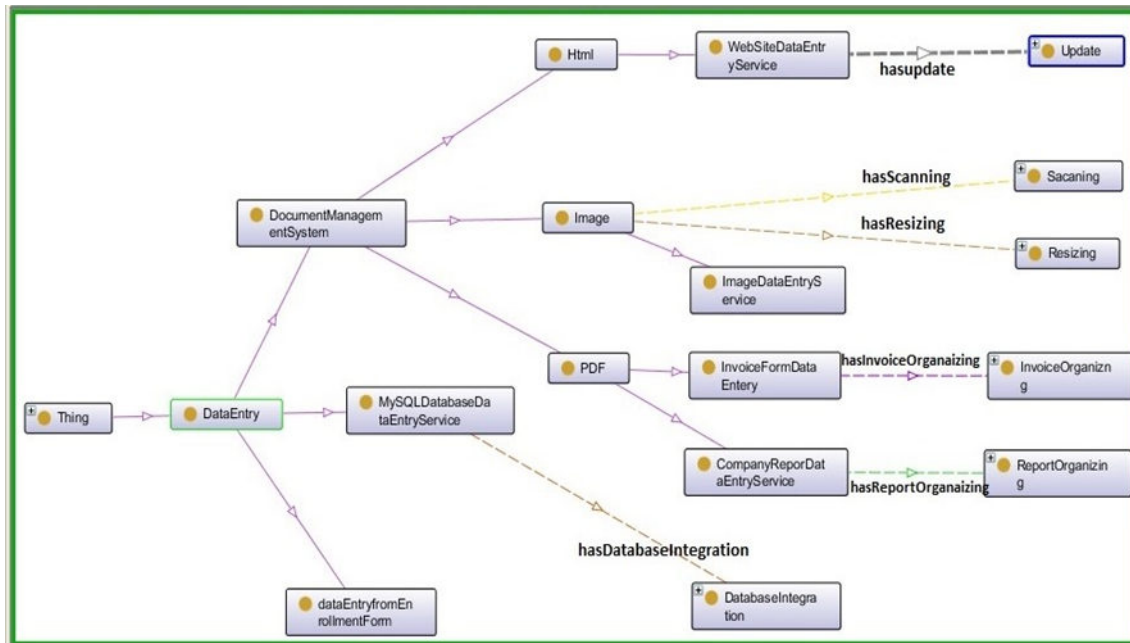 Html
WebSiteDataEntr
yService
hasupdate
Update
hasScanning
Sacaning
DocumentManagem
entSystem
Image
hasResizing
Resizing
ImageDataEntryS
ervice
PDF
InvoiceFormData
Entery
hasInvoiceOrganaizing
InvoiceOrganizn
g
Thing
DataEntry
MySQLDatabaseDa
taEntryService
CompanyReporDat
aEntryService
hasReportOrganaizing
ReportOrganizin
g
hasDatabaseIntegration
dataEntryfromEn
rollmentForm
DatabaseIntegra
tion